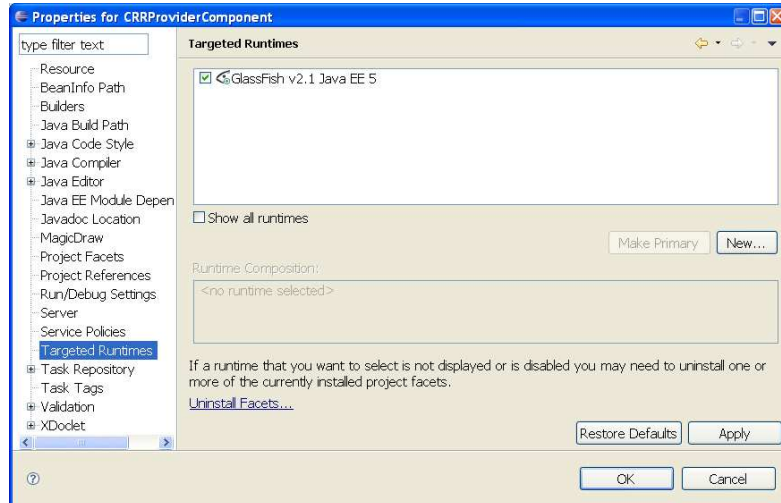 Properties for CRRProviderComponent
type filter text
Resource
BeanInfo Path
Builders
Java Build Path
Java Code Style
Java Compiler
Java Editor
Java EE Module Depen
Javadoc Location
MagicDraw
Project Facets
Project References
Run/Debug Settings
Server
Service Policies
Targeted Runtimes
Task Repository
Task Tags
Validation
XDoclet
Targeted Runtimes
GlassFish v2.1 Java EE 5
Show all runtimes
Make Primary
New...
Runtime Composition:
<no runtime selected>
If a runtime that you want to select is not displayed or is disabled you may need to uninstall one or
more of the currently installed project facets.
Uninstall Facets...
Restore Defaults
Apply
OK
Cancel